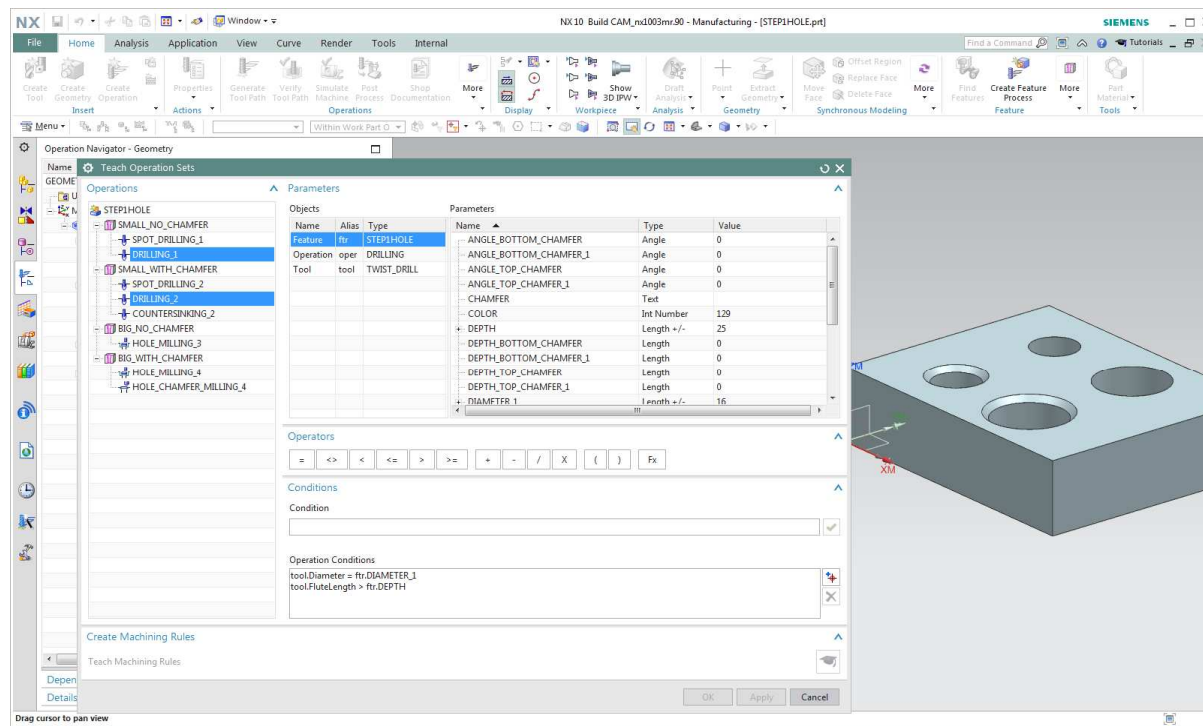 NX Window NX 10 Build CAM_nx1003mr.90 - Manufacturing - [STEP1HOLE.prt] SIEMENS
File Home Analysis Application View Curve Render Tools Internal Find a Command Tutorials
Create Tool Create Geometry Create Operation Properties Generate Tool Path Verify Tool Path Simulate Machine Post Process Shop Documentation More Show 3D IPW Draft Analysis Point Extract Geometry Move Face Offset Region Replace Face Delete Face More Find Features Create Feature Process More Part Material
Insert Actions Operations Display Workpiece Analysis Geometry Synchronous Modeling Feature Tools
Menu Within Work Part O
Operation Navigator - Geometry
Name
GEOME
Teach Operation Sets
Operations
STEP1HOLE
SMALL_NO_CHAMFER
SPOT_DRILLING_1
DRILLING_1
SMALL_WITH_CHAMFER
SPOT_DRILLING_2
DRILLING_2
COUNTERSINKING_2
BIG_NO_CHAMFER
HOLE_MILLING_3
BIG_WITH_CHAMFER
HOLE_MILLING_4
HOLE_CHAMFER_MILLING_4
Parameters
Objects
Name Alias Type
Feature ftr STEP1HOLE
Operation oper DRILLING
Tool tool TWIST_DRILL
Parameters
Name Type Value
ANGLE_BOTTOM_CHAMFER Angle 0
ANGLE_BOTTOM_CHAMFER_1 Angle 0
ANGLE_TOP_CHAMFER Angle 0
ANGLE_TOP_CHAMFER_1 Angle 0
CHAMFER Text
COLOR Int Number 129
DEPTH Length +/- 25
DEPTH_BOTTOM_CHAMFER Length 0
DEPTH_BOTTOM_CHAMFER_1 Length 0
DEPTH_TOP_CHAMFER Length 0
DEPTH_TOP_CHAMFER_1 Length 0
DIAMETER 1 Length +/- 16
Operators
= <> < <= > >= + - / X ( ) Fx
Conditions
Condition
Operation Conditions
tool.Diameter = ftr.DIAMETER_1
tool.FluteLength > ftr.DEPTH
Create Machining Rules
Teach Machining Rules
OK Apply Cancel
Depen
Details
XM
Drag cursor to pan view